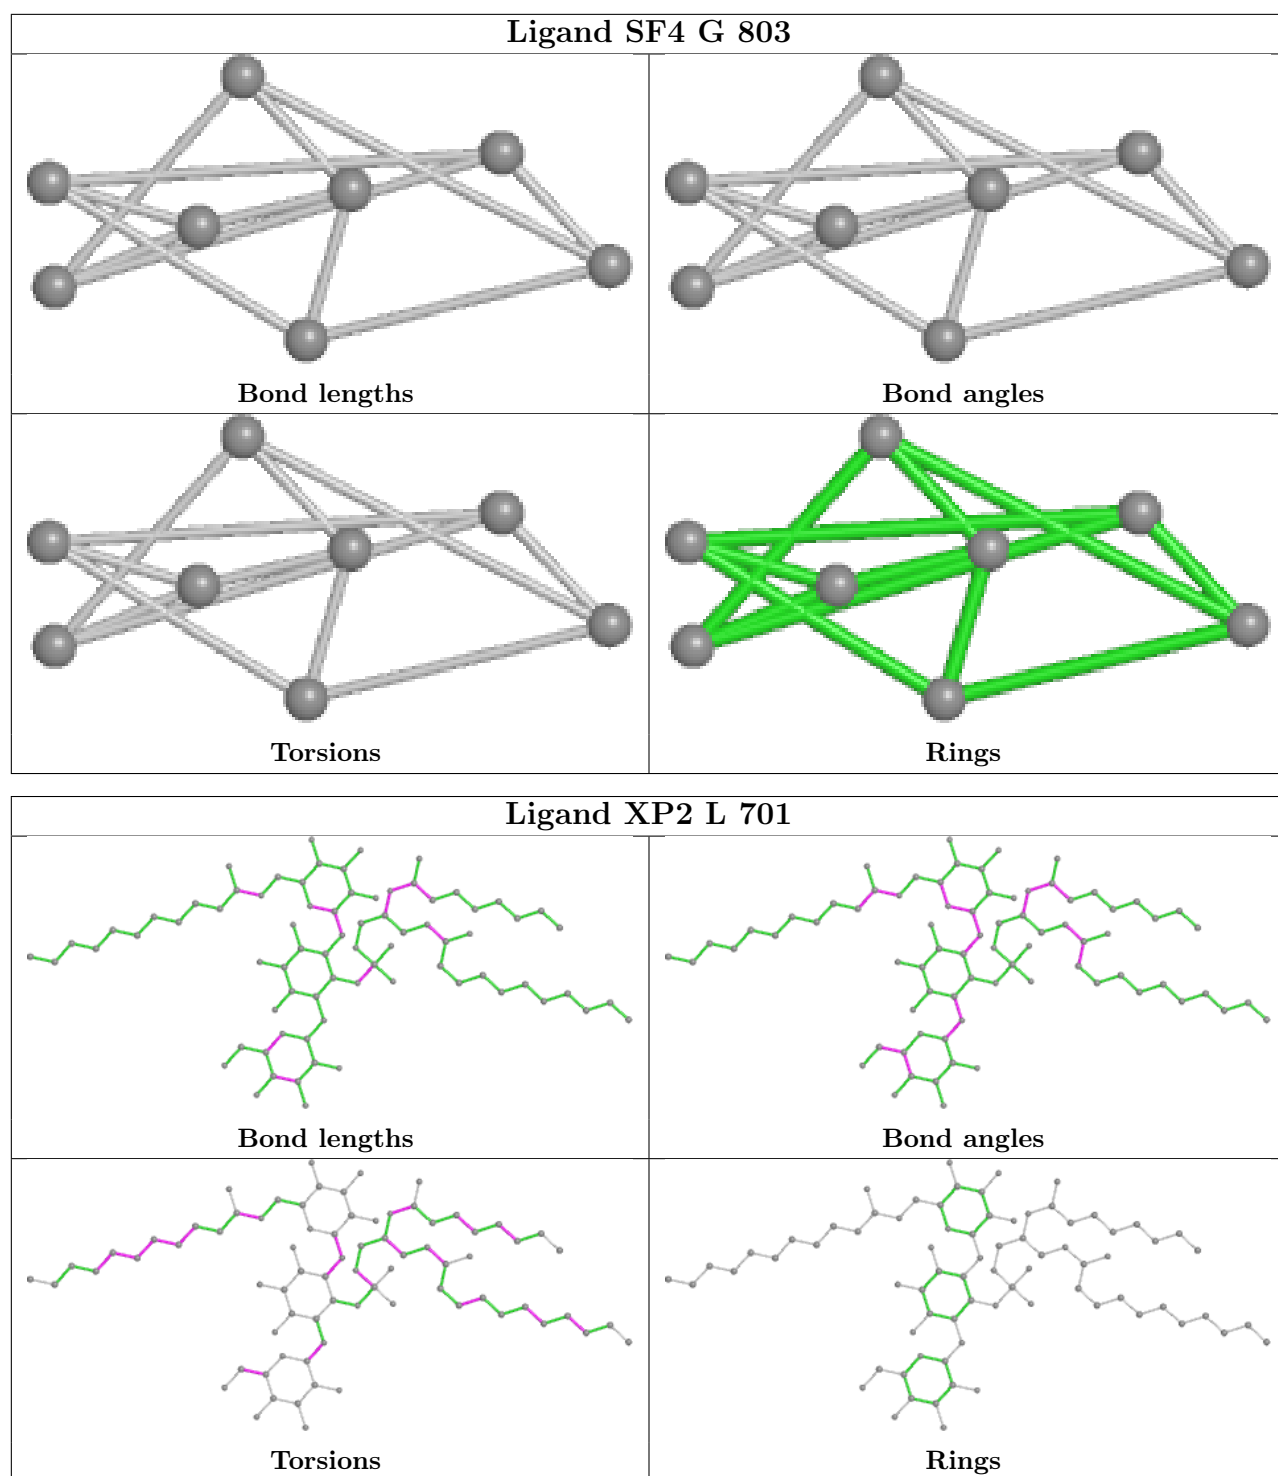 Ligand SF4 G 803
Bond lengths
Bond angles
Torsions
Rings
Ligand XP2 L 701
Bond lengths
Bond angles
Torsions
Rings